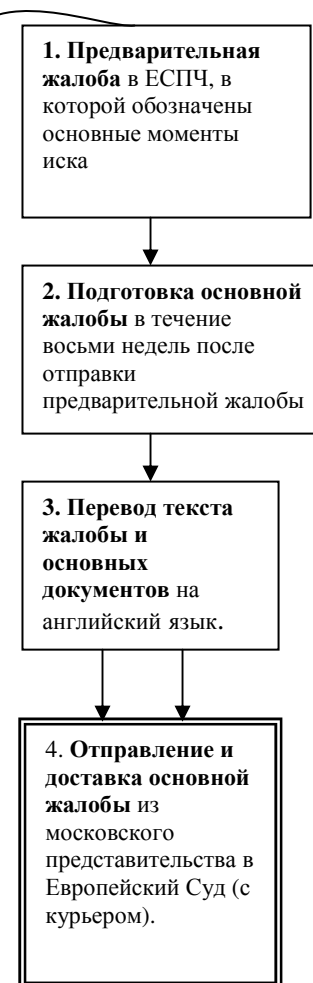 1. Предварительная
жалоба в ЕСПЧ, в
которой обозначены
основные моменты
иска
2. Подготовка основной
жалобы в течение
восьми недель после
отправки
предварительной жалобы
3. Перевод текста
жалобы и
основных
документов на
английский язык.
4. Отправление и
доставка основной
жалобы из
московского
представительства в
Европейский Суд (с
курьером).